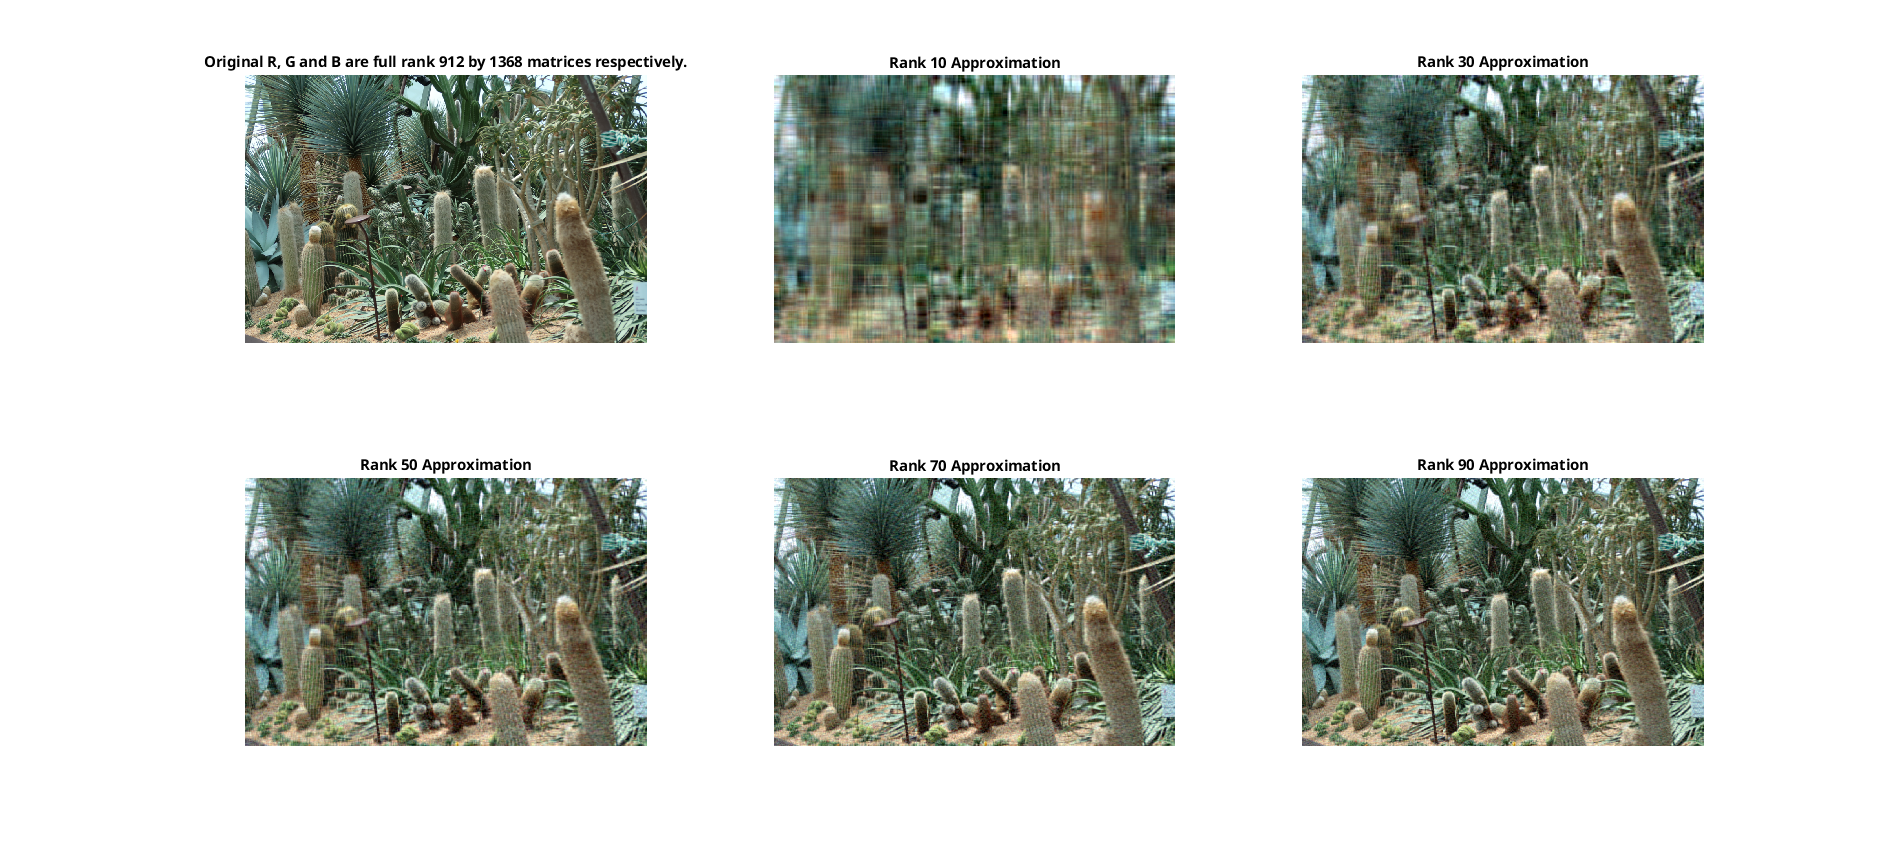 Original R, G and B are full rank 912 by 1368 matrices respectively.
Rank 10 Approximation
Rank 30 Approximation
Rank 50 Approximation
Rank 70 Approximation
Rank 90 Approximation